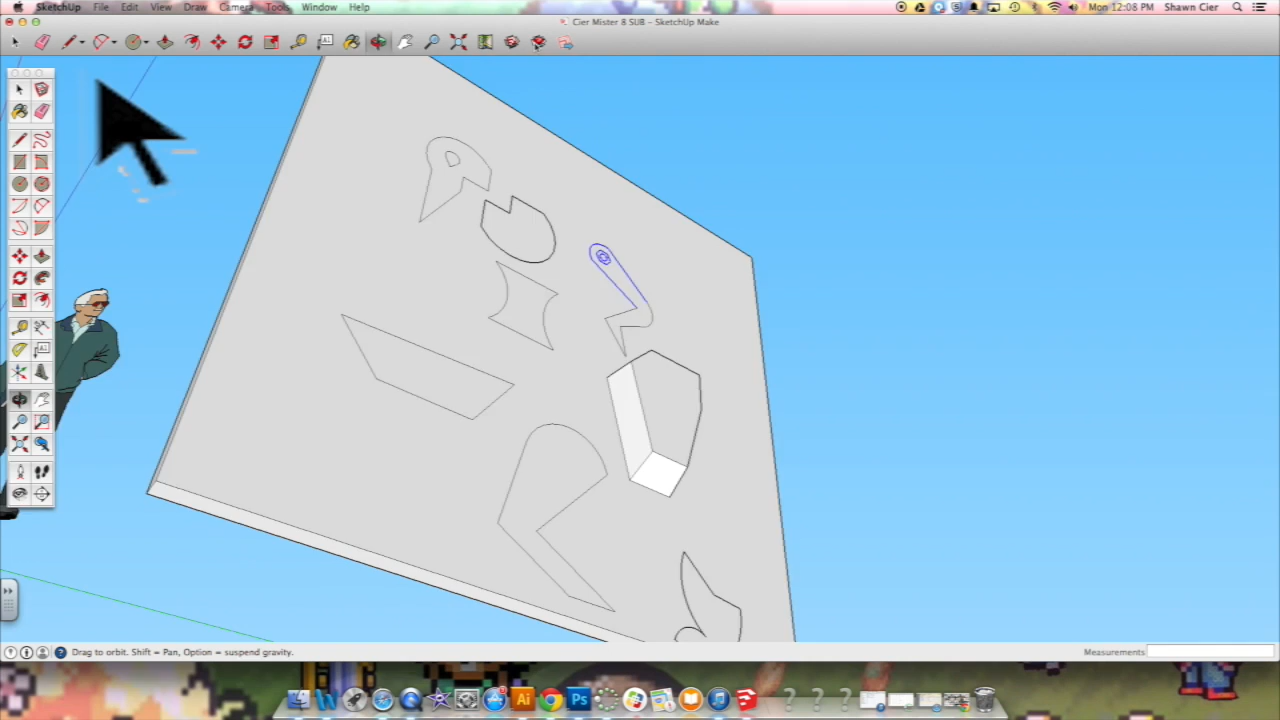 SketchUp File Edit View Draw Camera Tools Window Help Mon 12:08 PM Shawn Cier
Cier Mister 8 SUB – SketchUp Make
Drag to orbit. Shift = Pan, Option = suspend gravity. Measurements